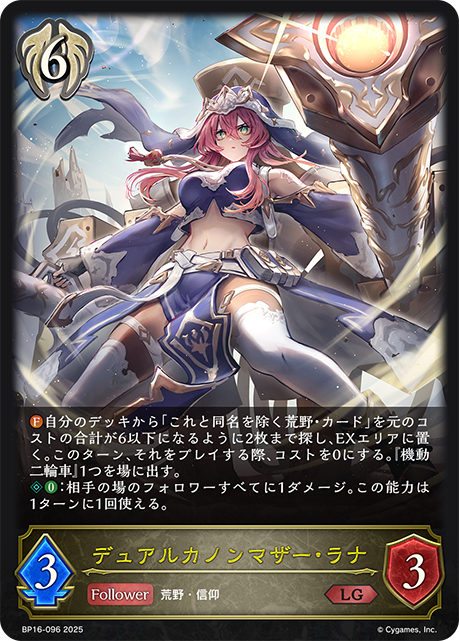 6
F自分のデッキから「これと同名を除く荒野・カード」を元のコ
ストの合計が6以下になるように2枚まで探し、EXエリアに置
く。このターン、それをプレイする際、コストを0にする。『機動
二輪車』1つを場に出す。
0:相手の場のフォロワーすべてに1ダメージ。この能力は
1ターンに1回使える。
デュアルカノンマザー・ラナ
3
Follower 荒野・信仰 LG
3
BP16-096 2025 © Cygames, Inc.